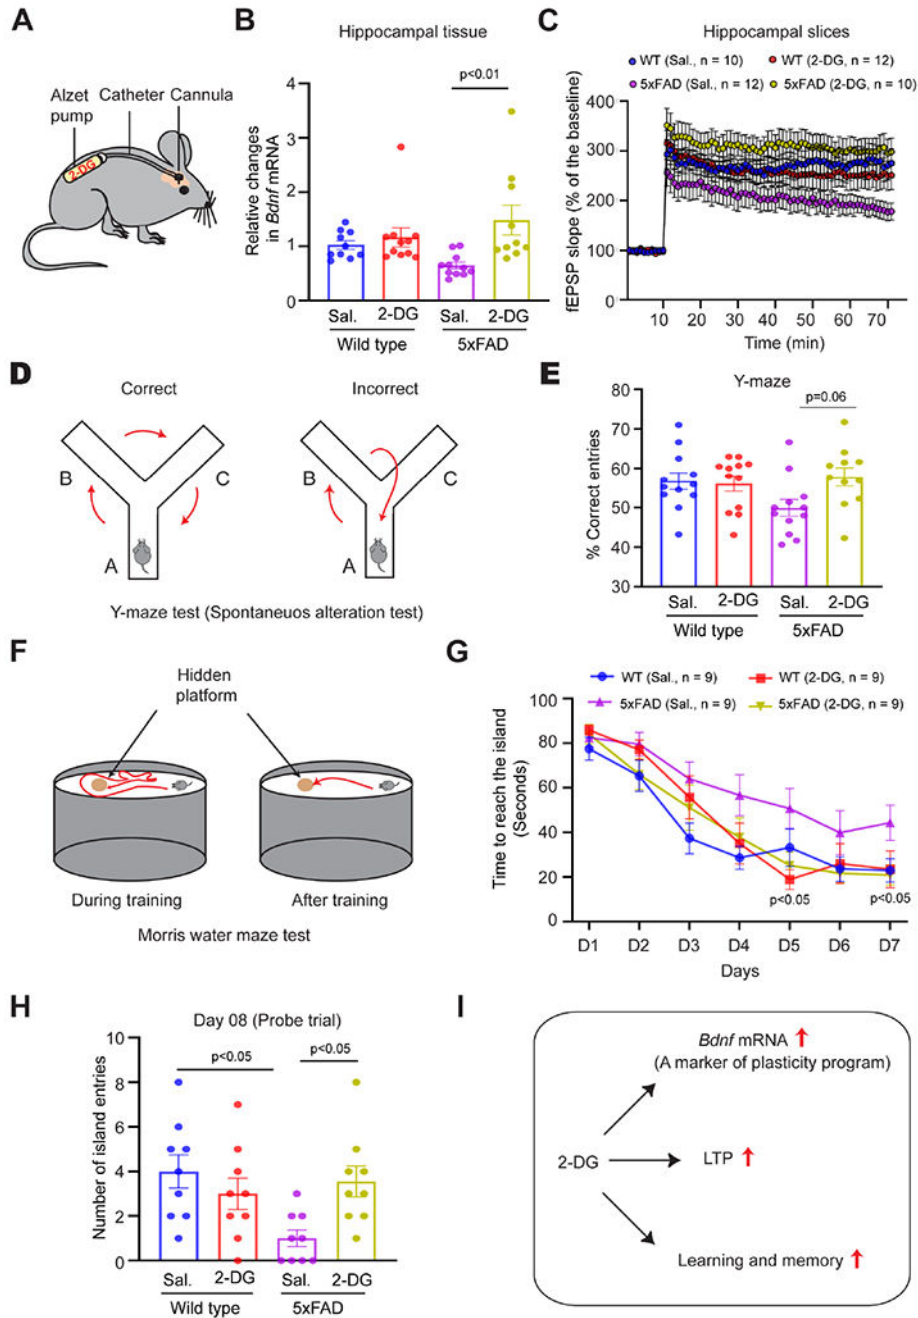 A
Alzet
pump
Catheter
Cannula
2-DG
B
Hippocampal tissue
Relative changes
in Bdnf mRNA
p<0.01
4
3
2
1
0
Sal. 2-DG Sal. 2-DG
Wild type 5xFAD
C
Hippocampal slices
WT (Sal., n = 10) WT (2-DG, n = 12)
5xFAD (Sal., n = 12) 5xFAD (2-DG, n = 10)
fEPSP slope (% of the baseline)
400
300
200
100
0
10 20 30 40 50 60 70
Time (min)
D
Correct Incorrect
B C B C
A A
Y-maze test (Spontaneuos alteration test)
E
Y-maze
p=0.06
% Correct entries
80
70
60
50
40
30
Sal. 2-DG Sal. 2-DG
Wild type 5xFAD
F
Hidden
platform
During training After training
Morris water maze test
G
WT (Sal., n = 9) WT (2-DG, n = 9)
5xFAD (Sal., n = 9) 5xFAD (2-DG, n = 9)
Time to reach the island
(Seconds)
100
80
60
40
20
0
p<0.05 p<0.05
D1 D2 D3 D4 D5 D6 D7
Days
H
Day 08 (Probe trial)
p<0.05 p<0.05
Number of island entries
10
8
6
4
2
0
Sal. 2-DG Sal. 2-DG
Wild type 5xFAD
I
Bdnf mRNA
(A marker of plasticity program)
2-DG LTP
Learning and memory